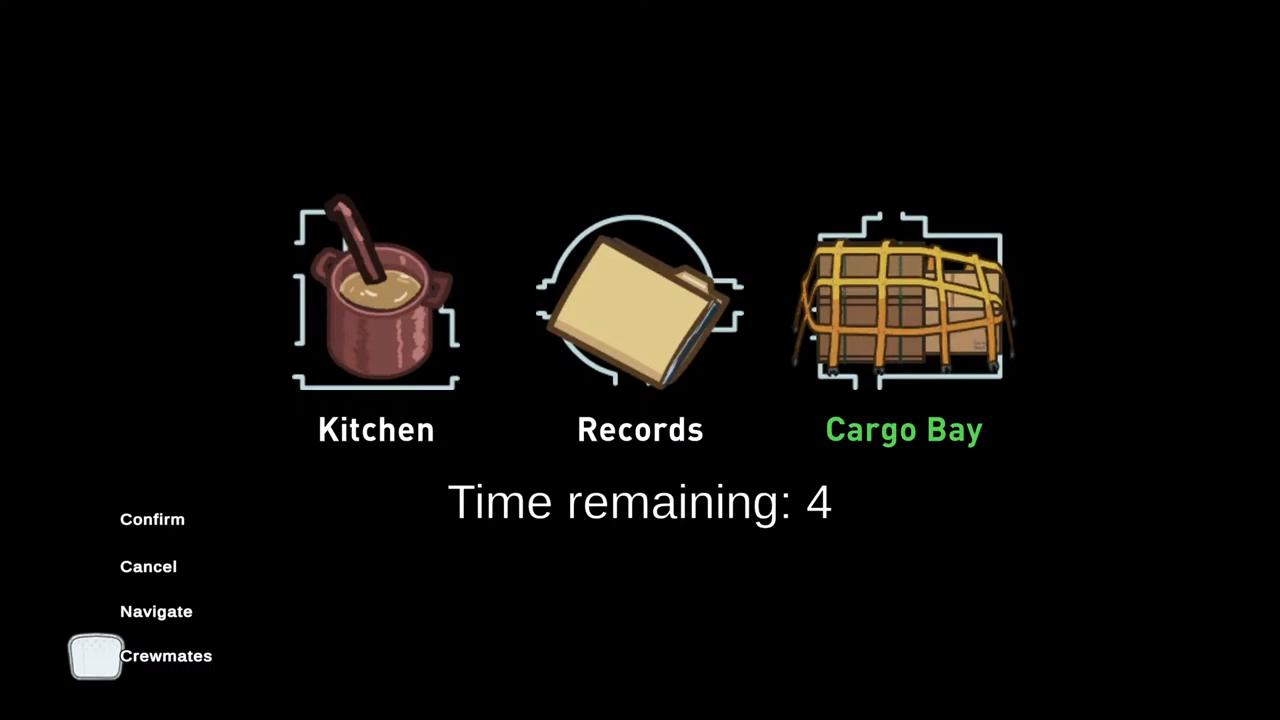 Kitchen
Records
Cargo Bay
Time remaining: 4
Confirm
Cancel
Navigate
Crewmates